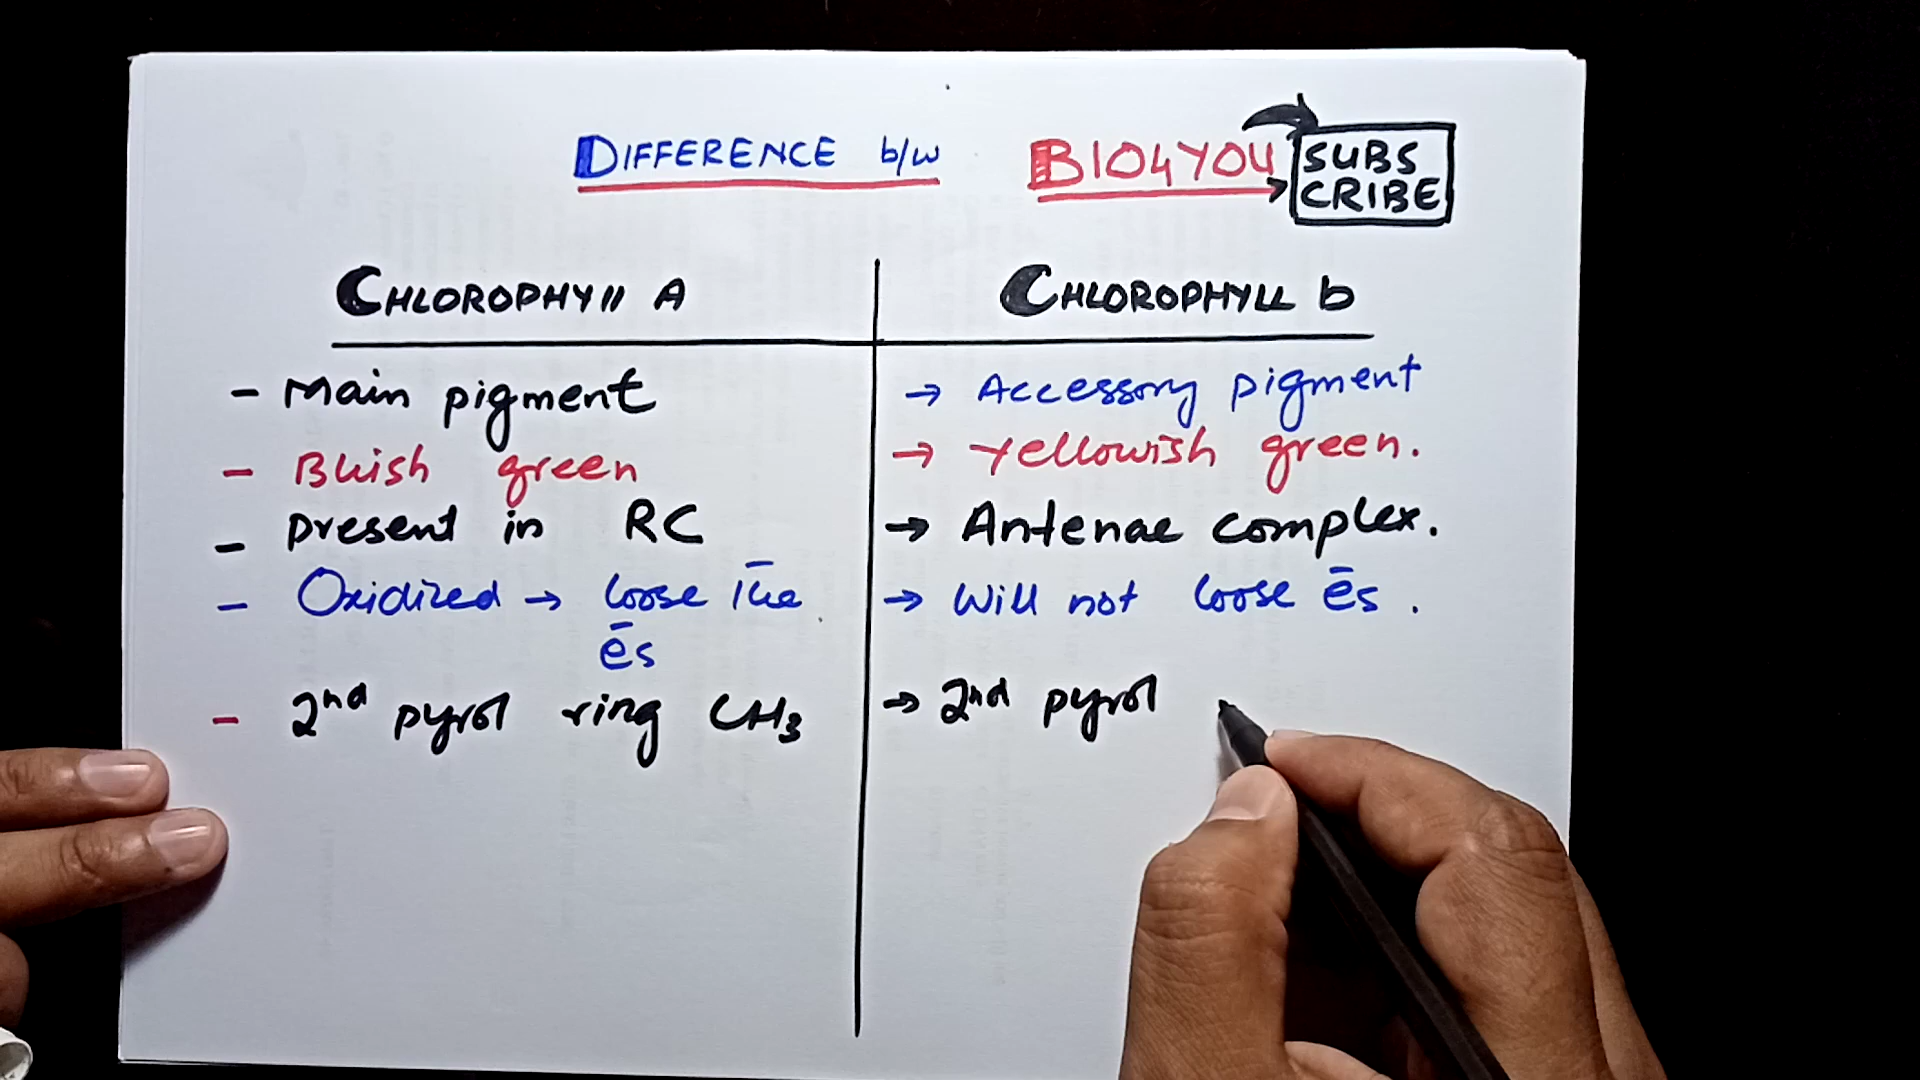 DIFFERENCE b/w
BIO4YOU
SUBS
CRIBE
CHLOROPHYll A
CHLOROPHYLL b
- Main pigment
→ Accessory pigment
- Bluish green
→ Yellowish green.
- present in RC
→ Antenae complex.
- Oxidized → loose
→ Will not loose ēs .
ēs
- 2nd pyrol ring CH3
→ 2nd pyrol